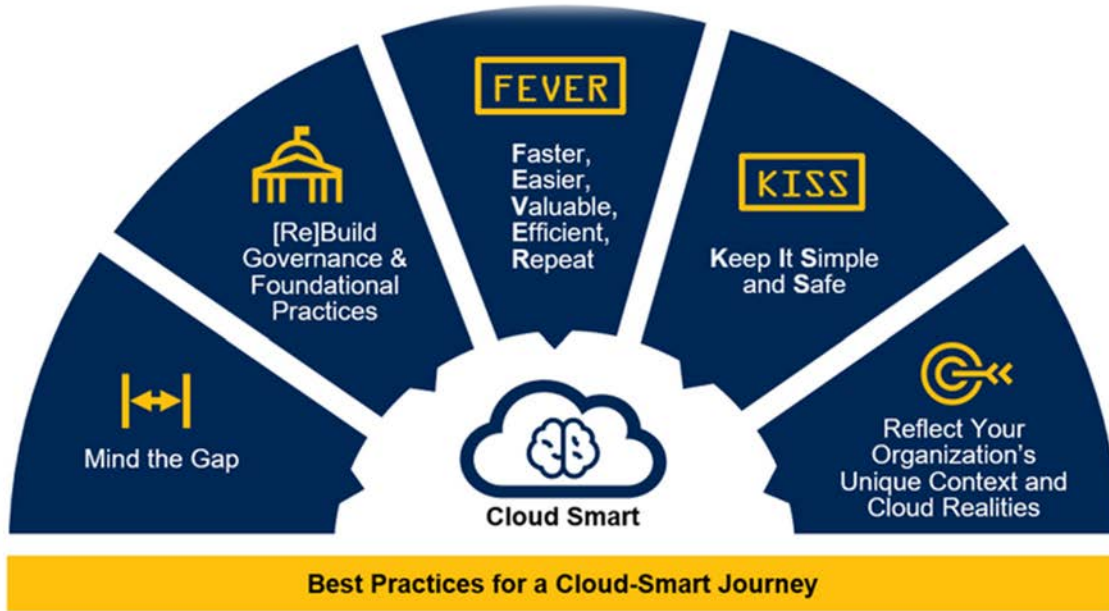 Mind the Gap
[Re]Build
Governance &
Foundational
Practices
FEVER
Faster,
Easier,
Valuable,
Efficient,
Repeat
KISS
Keep It Simple
and Safe
Reflect Your
Organization's
Unique Context and
Cloud Realities
Cloud Smart
Best Practices for a Cloud-Smart Journey